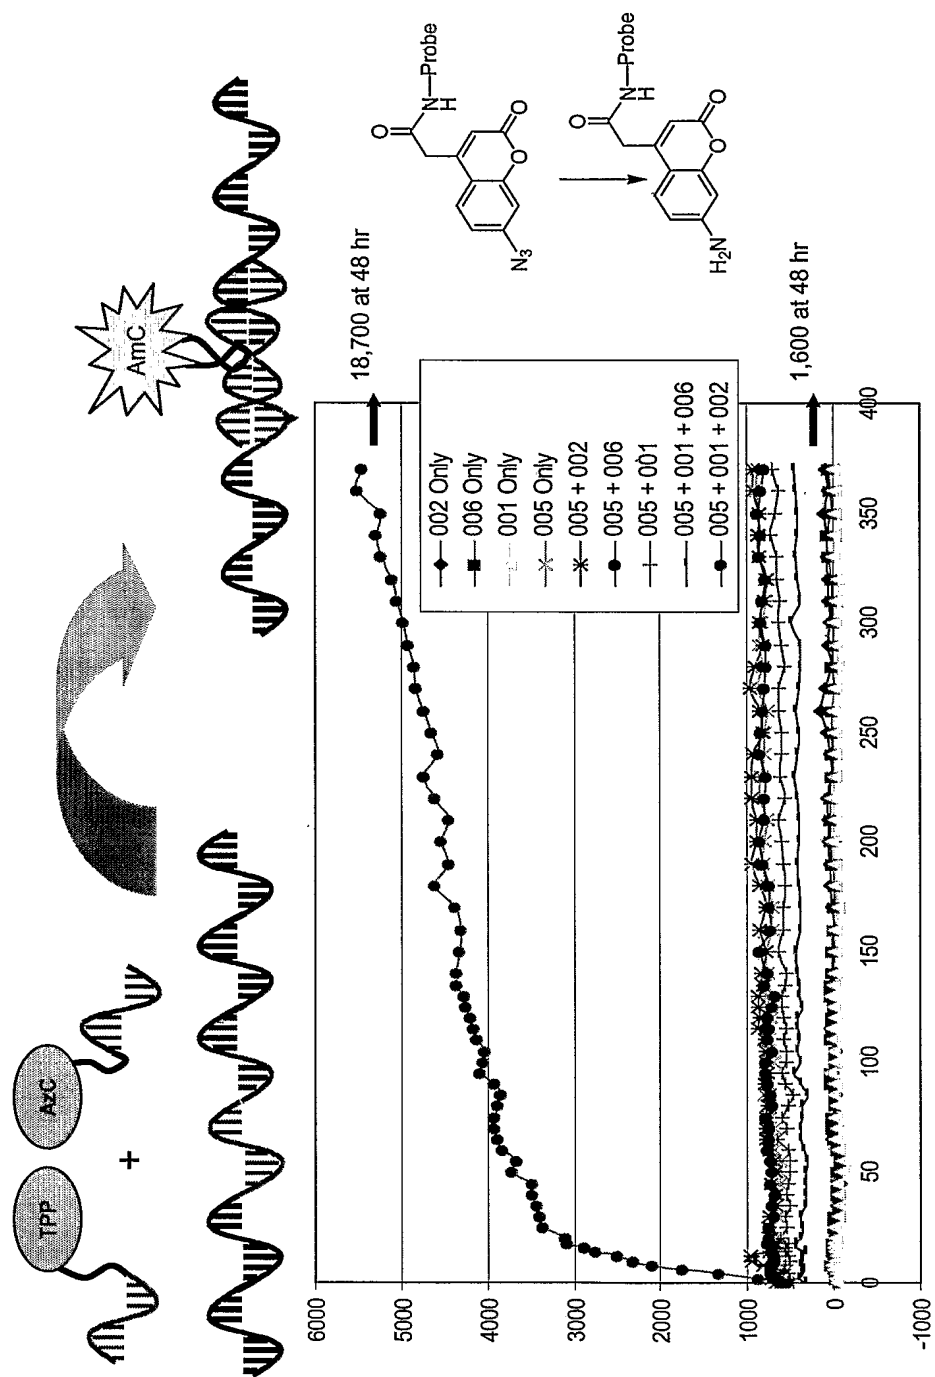 TPP
+
AzC
AmC
O
N—Probe
H
O
O
N3
O
N—Probe
H
O
O
H2N
18,700 at 48 hr
1,600 at 48 hr
6000
5000
4000
3000
2000
1000
0
-1000
0
50
100
150
200
250
300
350
400
002 Only
006 Only
001 Only
005 Only
005 + 002
005 + 006
005 + 001
005 + 001 + 006
005 + 001 + 002